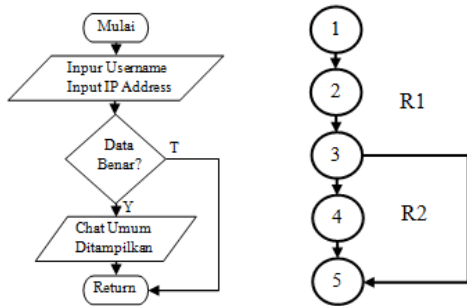 Mulai
Inpur Username
Input IP Address
Data
Benar?
T
Y
Chat Umum
Ditampilkan
Return
1
2
R1
3
4
R2
5